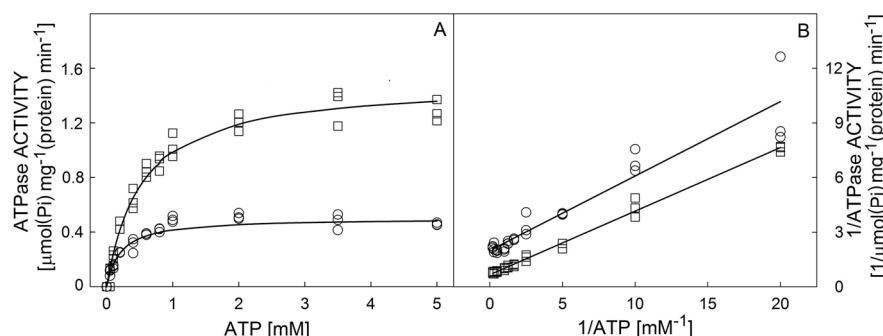 A
B
ATPase ACTIVITY
[µmol(Pi) mg⁻¹(protein) min⁻¹]
1.6
1.2
0.8
0.4
0
0 1 2 3 4 5
ATP [mM]
0 5 10 15 20
1/ATP [mM⁻¹]
12
9
6
3
0
1/ATPase ACTIVITY
[1/µmol(Pi) mg⁻¹(protein) min⁻¹]